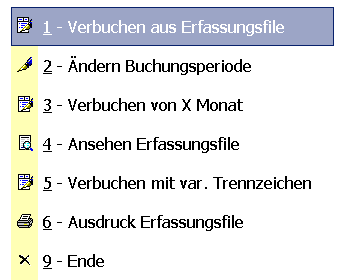 1 - Verbuchen aus Erfassungsfile
2 - Ändern Buchungsperiode
3 - Verbuchen von X Monat
4 - Ansehen Erfassungsfile
5 - Verbuchen mit var. Trennzeichen
6 - Ausdruck Erfassungsfile
9 - Ende